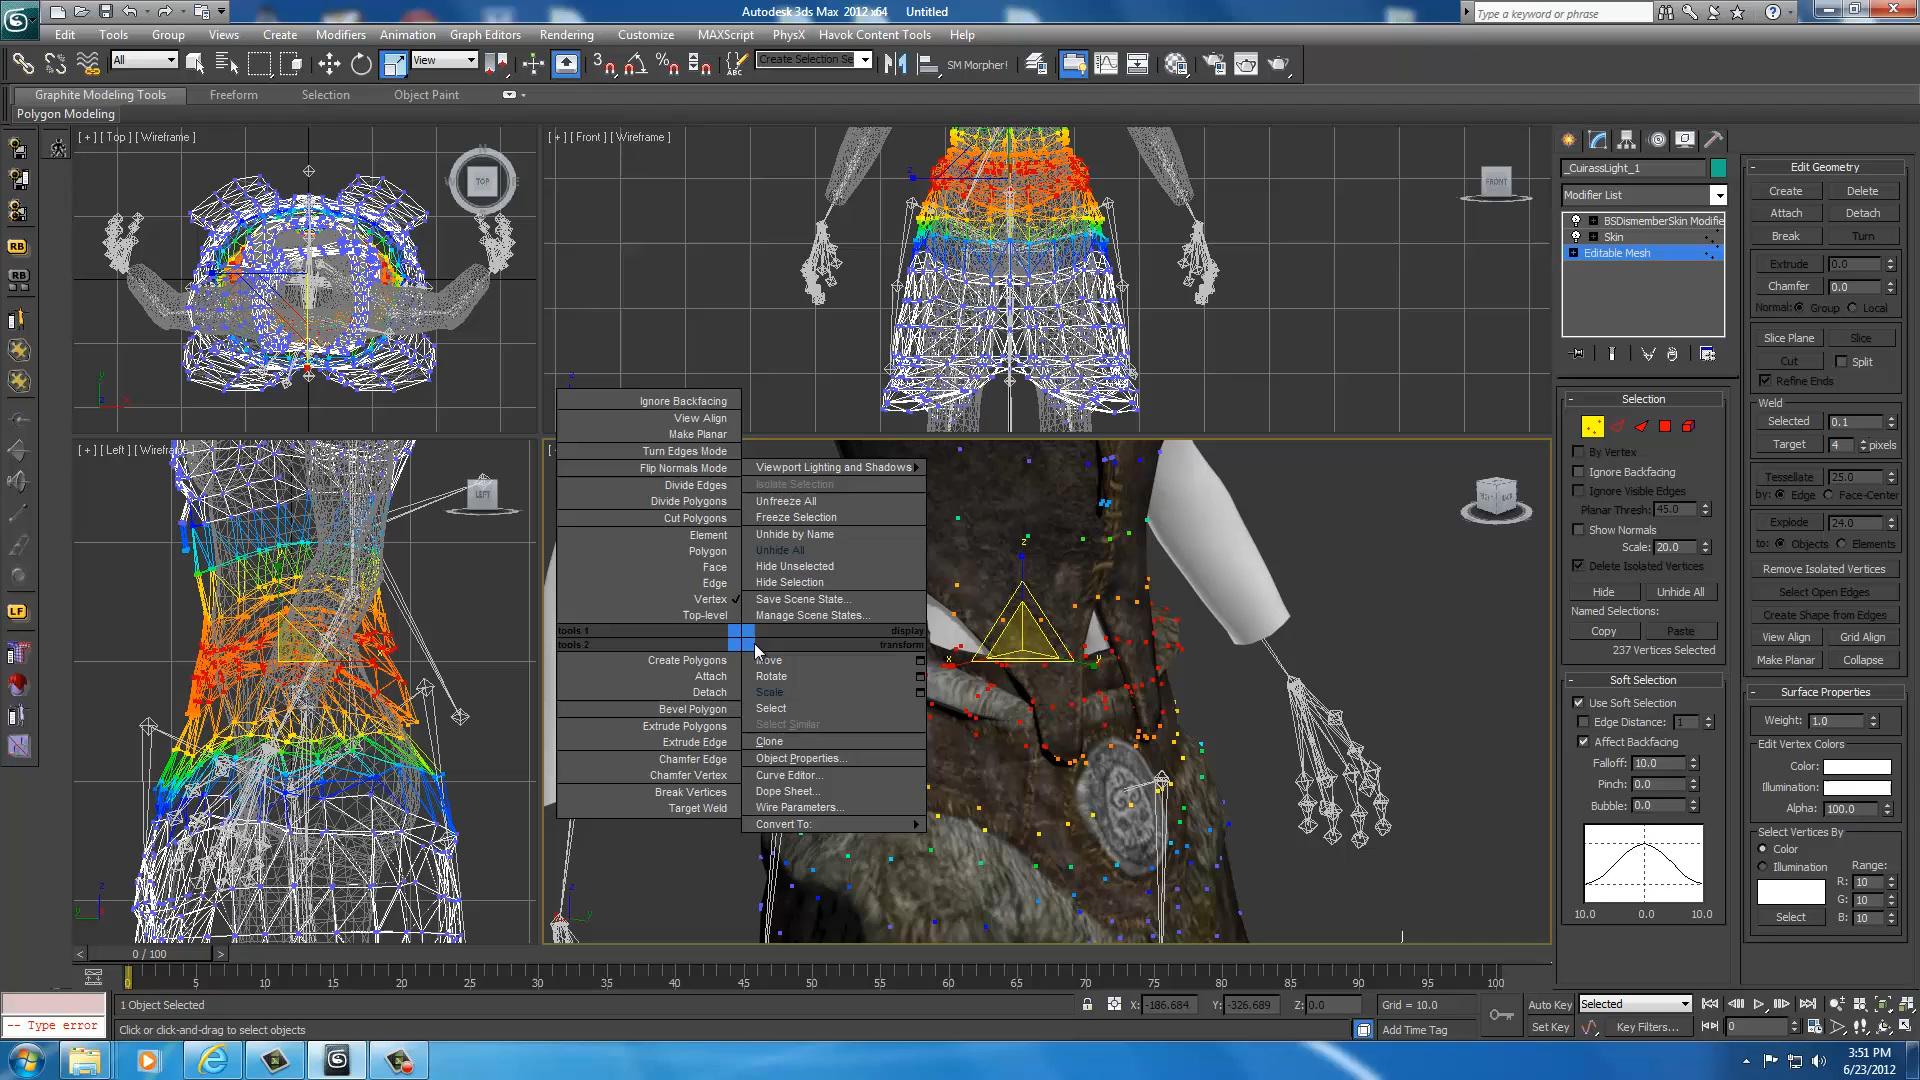 Autodesk 3ds Max 2012 x64 Untitled
Type a keyword or phrase
Edit Tools Group Views Create Modifiers Animation Graph Editors Rendering Customize MAXScript PhysX Havok Content Tools Help
All View 3 ABC Create Selection Se SM Morpher!
Graphite Modeling Tools Freeform Selection Object Paint
Polygon Modeling
[ + ] [ Top ] [ Wireframe ]
TOP
[ + ] [ Front ] [ Wireframe ]
FRONT
[ + ] [ Left ] [ Wirefram
LEFT
RB
RB
LF
Ignore Backfacing
View Align
Make Planar
Turn Edges Mode
Flip Normals Mode
Divide Edges
Divide Polygons
Cut Polygons
Element
Polygon
Face
Edge
Vertex
Top-level
tools 1
tools 2
Create Polygons
Attach
Detach
Bevel Polygon
Extrude Polygons
Extrude Edge
Chamfer Edge
Chamfer Vertex
Break Vertices
Target Weld
Viewport Lighting and Shadows
Isolate Selection
Unfreeze All
Freeze Selection
Unhide by Name
Unhide All
Hide Unselected
Hide Selection
Save Scene State...
Manage Scene States...
display
transform
Move
Rotate
Scale
Select
Select Similar
Clone
Object Properties...
Curve Editor...
Dope Sheet...
Wire Parameters...
Convert To:
z
x
y
_CuirassLight_1
Modifier List
BSDismemberSkin Modifie
Skin
Editable Mesh
Selection
By Vertex
Ignore Backfacing
Ignore Visible Edges
Planar Thresh: 45.0
Show Normals
Scale: 20.0
Delete Isolated Vertices
Hide Unhide All
Named Selections:
Copy Paste
237 Vertices Selected
Soft Selection
Use Soft Selection
Edge Distance: 1
Affect Backfacing
Falloff: 10.0
Pinch: 0.0
Bubble: 0.0
10.0 0.0 10.0
Edit Geometry
Create Delete
Attach Detach
Break Turn
Extrude 0.0
Chamfer 0.0
Normal: Group Local
Slice Plane Slice
Cut Split
Refine Ends
Weld
Selected 0.1
Target 4 pixels
Tessellate 25.0
by: Edge Face-Center
Explode 24.0
to: Objects Elements
Remove Isolated Vertices
Select Open Edges
Create Shape from Edges
View Align Grid Align
Make Planar Collapse
Surface Properties
Weight: 1.0
Edit Vertex Colors
Color:
Illumination:
Alpha: 100.0
Select Vertices By
Color
Illumination Range:
R: 10
G: 10
Select B: 10
< 0 / 100 >
0 5 10 15 20 25 30 35 40 45 50 55 60 65 70 75 80 85 90 95 100
1 Object Selected X: -186.684 Y: -326.689 Z: 0.0 Grid = 10.0 Auto Key Selected
-- Type error Click or click-and-drag to select objects Add Time Tag Set Key Key Filters... 0
3:51 PM
6/23/2012